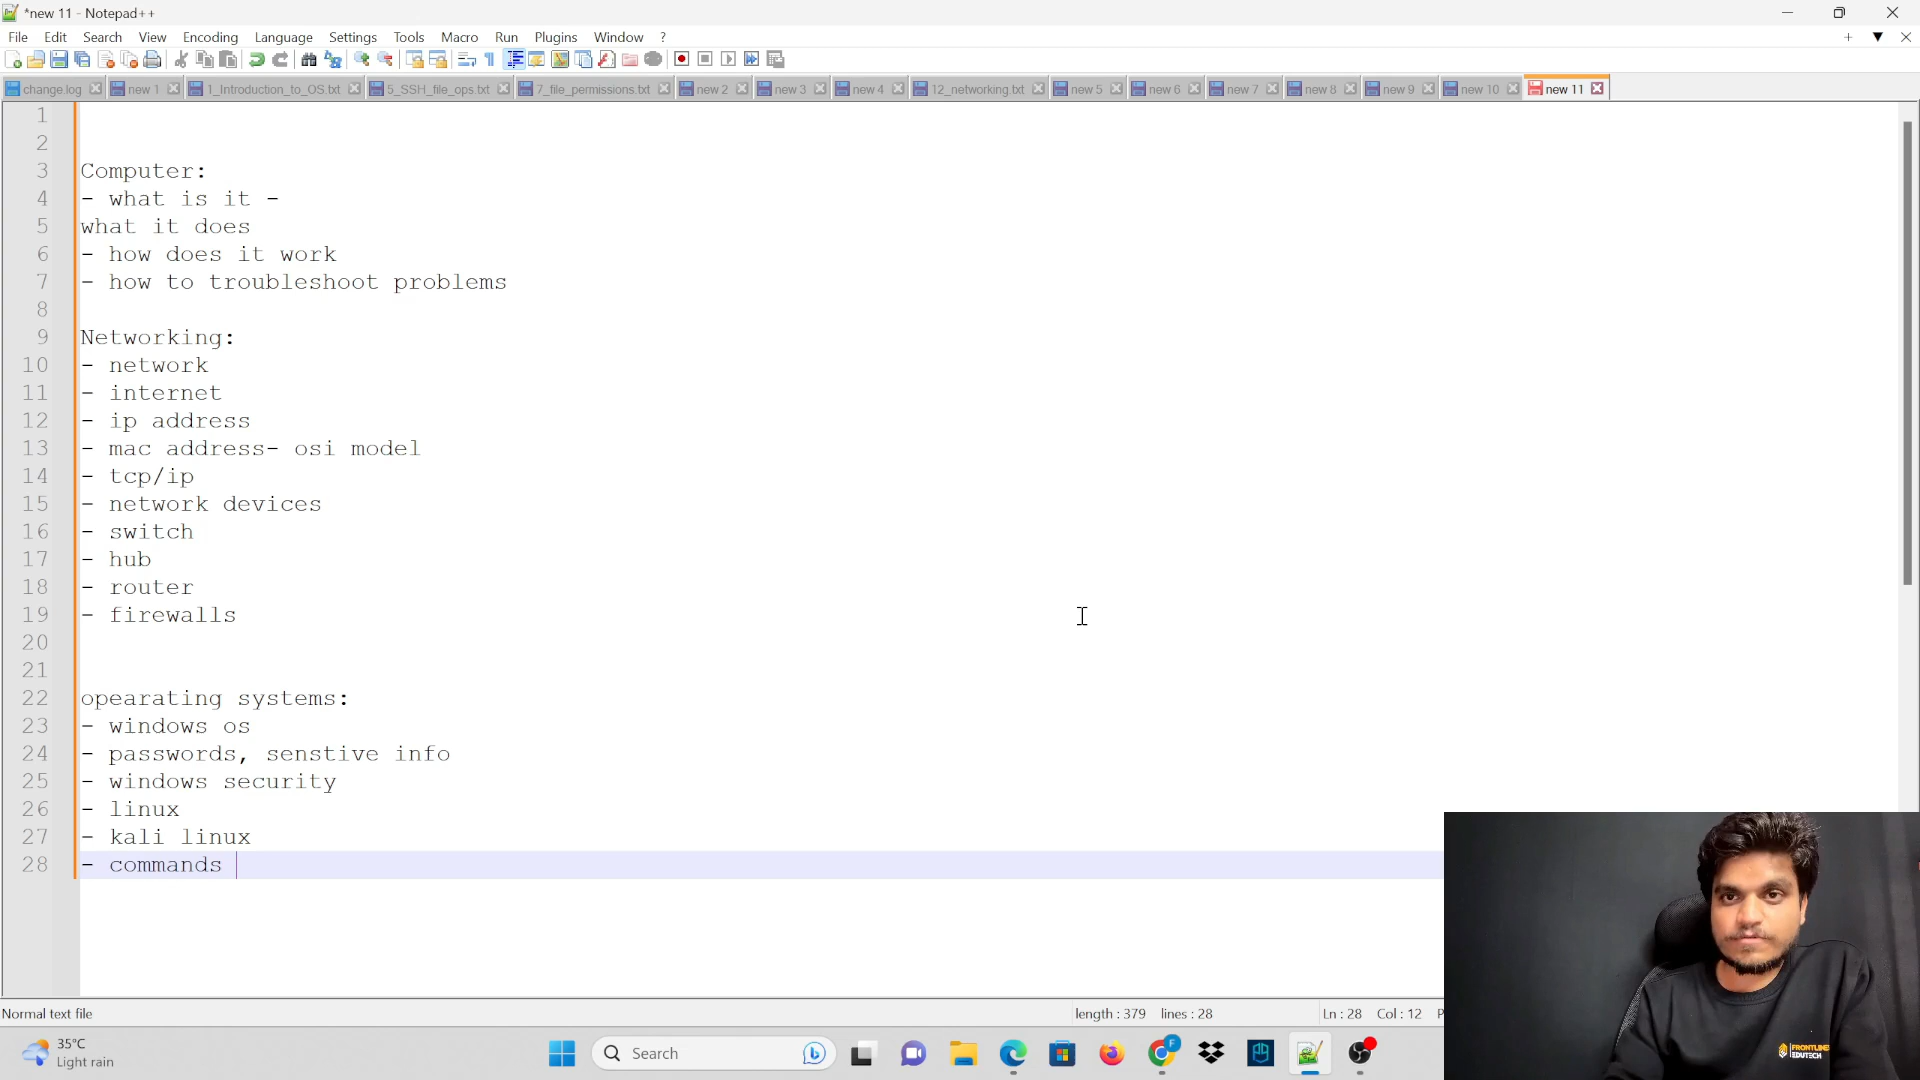 *new 11 - Notepad++
File Edit Search View Encoding Language Settings Tools Macro Run Plugins Window ?
change.log new 1 1_Introduction_to_OS.txt 5_SSH_file_ops.txt 7_file_permissions.txt new 2 new 3 new 4 12_networking.txt new 5 new 6 new 7 new 8 new 9 new 10 new 11
1
2
3 Computer:
4 - what is it -
5 what it does
6 - how does it work
7 - how to troubleshoot problems
8
9 Networking:
10 - network
11 - internet
12 - ip address
13 - mac address- osi model
14 - tcp/ip
15 - network devices
16 - switch
17 - hub
18 - router
19 - firewalls
20
21
22 opearating systems:
23 - windows os
24 - passwords, senstive info
25 - windows security
26 - linux
27 - kali linux
28 - commands
Normal text file length : 379 lines : 28 Ln : 28 Col : 12 P
35°C
Light rain
Search
FRONTLINES
EDUTECH